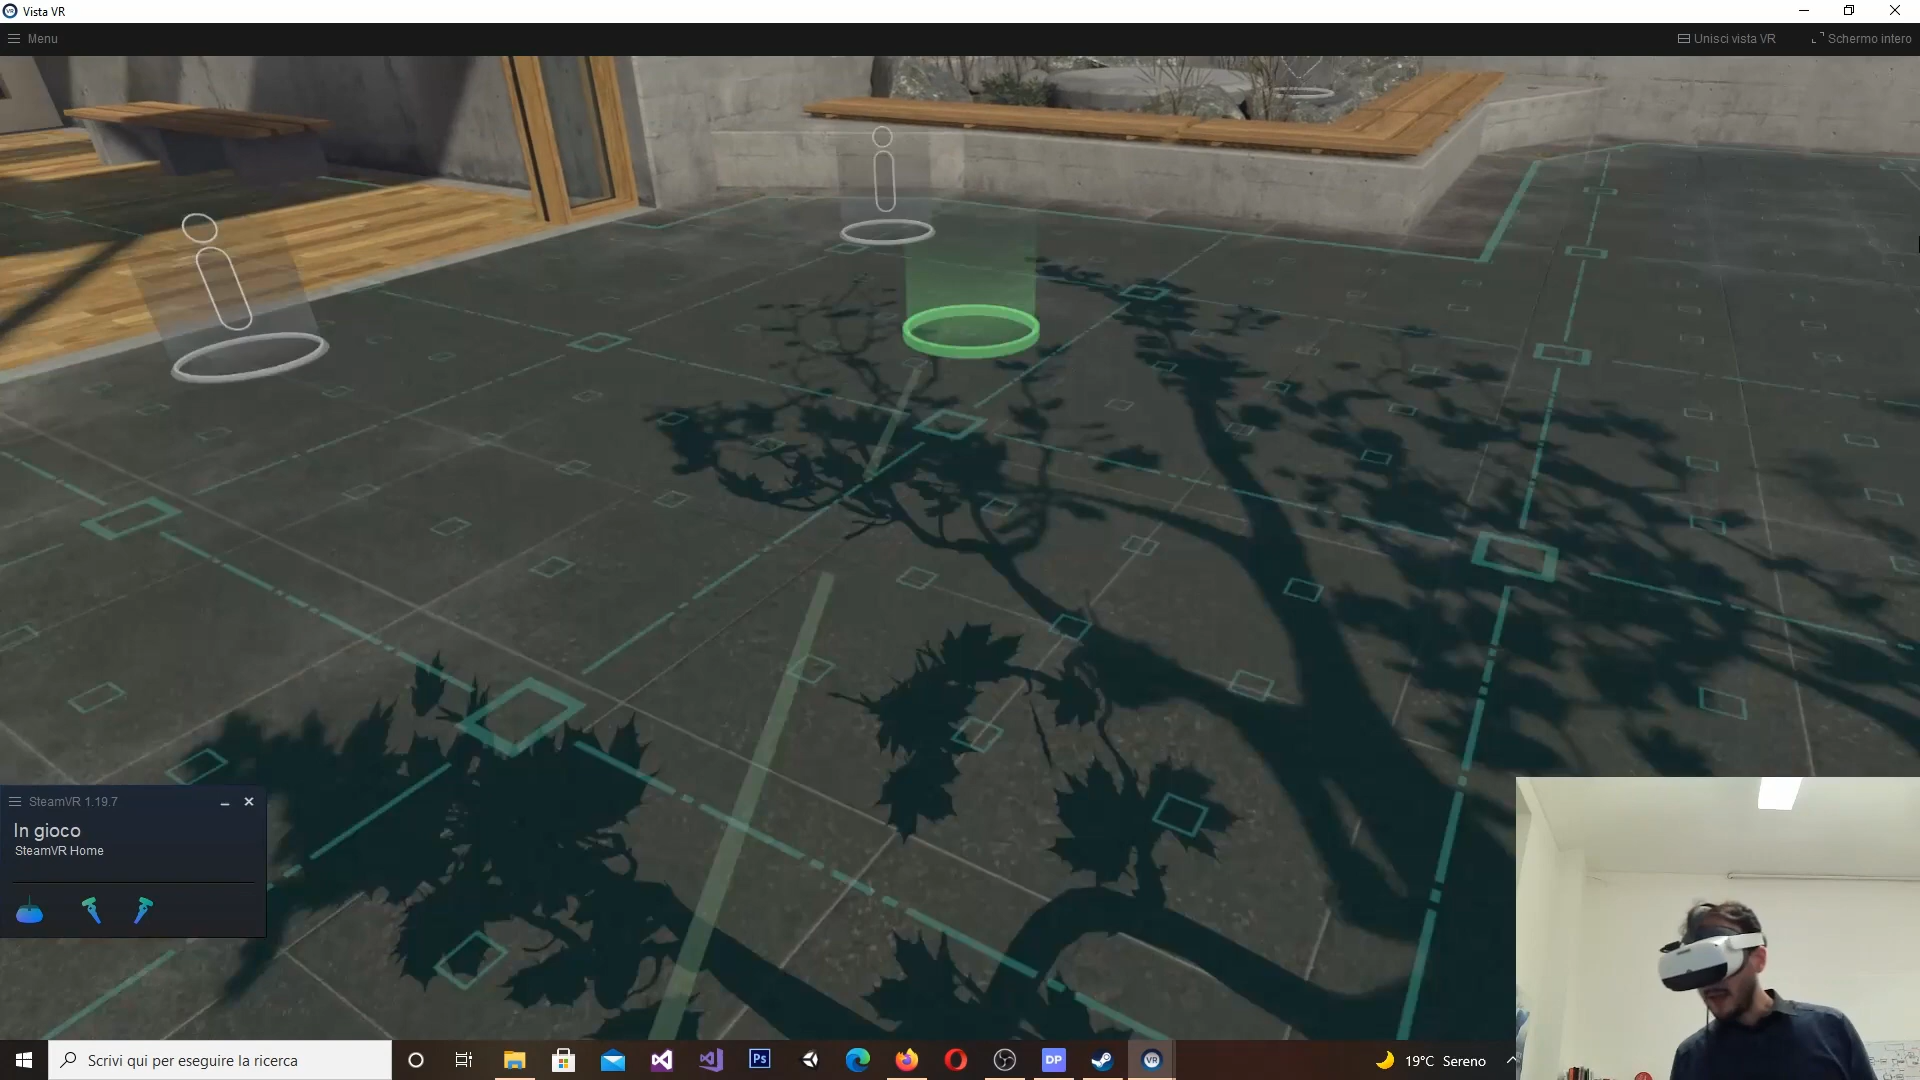 Vista VR
Menu
Unisci vista VR
Schermo intero
SteamVR 1.19.7
In gioco
SteamVR Home
Scrivi qui per eseguire la ricerca
Ps
DP
VR
19°C Sereno